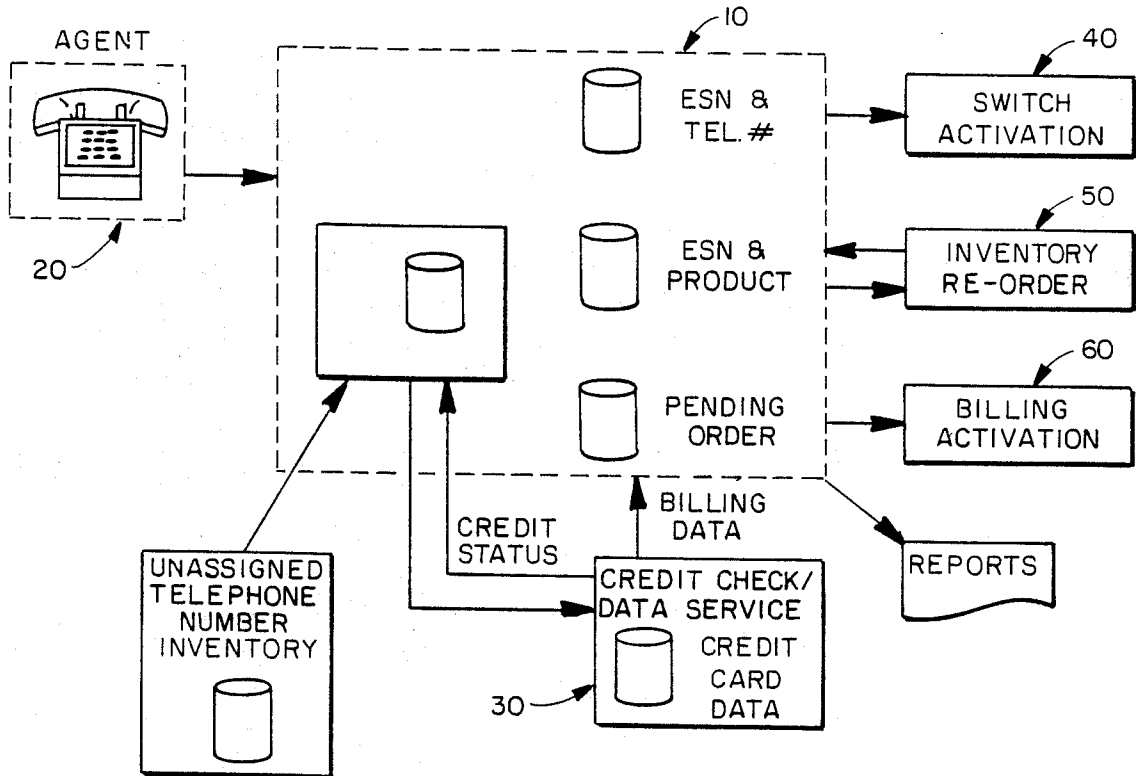 10
AGENT
40
ESN &
TEL.#
SWITCH
ACTIVATION
50
20
ESN &
PRODUCT
INVENTORY
RE-ORDER
60
PENDING
ORDER
BILLING
ACTIVATION
BILLING
DATA
CREDIT
STATUS
UNASSIGNED
TELEPHONE
NUMBER
INVENTORY
CREDIT CHECK/
DATA SERVICE
CREDIT
CARD
DATA
30
REPORTS